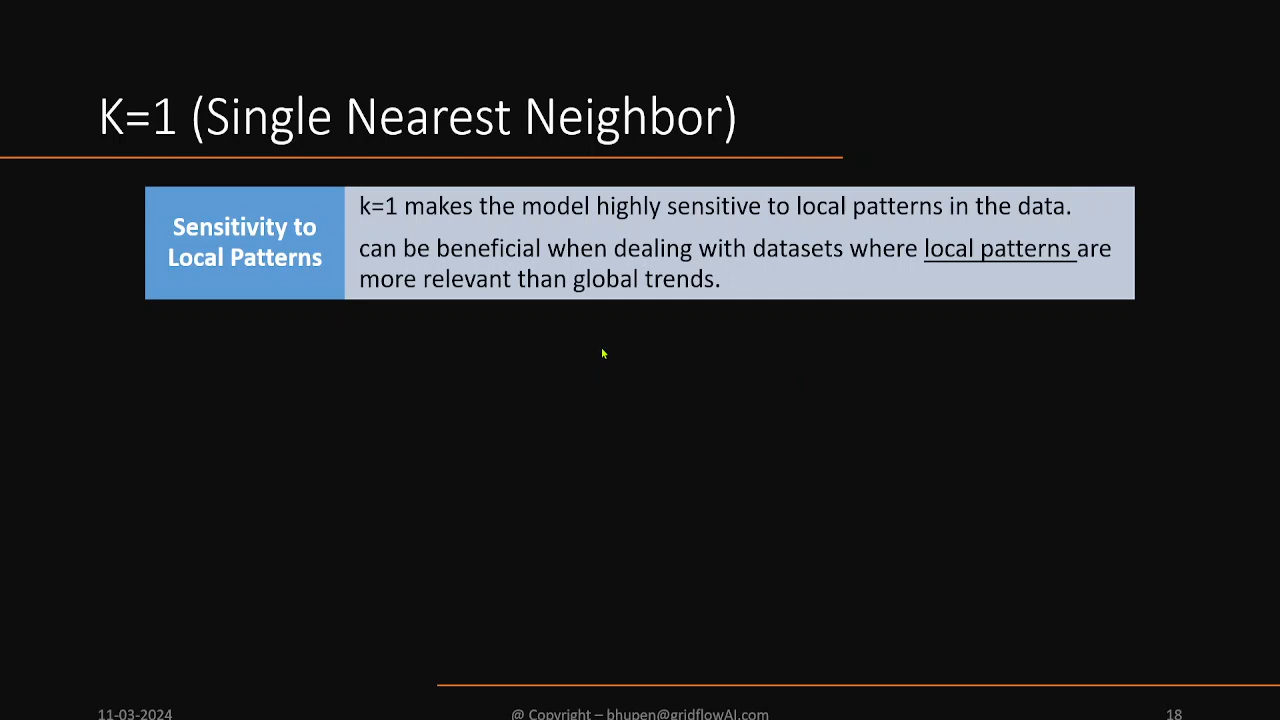 K=1 (Single Nearest Neighbor)
Sensitivity to
Local Patterns
k=1 makes the model highly sensitive to local patterns in the data.
can be beneficial when dealing with datasets where local patterns are
more relevant than global trends.
11-03-2024
@ Copyright – bhupen@gridflowAI.com
18